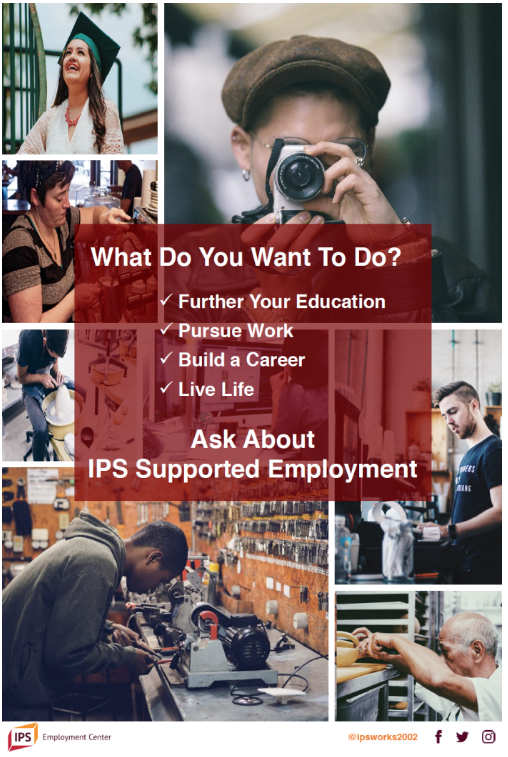 What Do You Want To Do?
✓ Further Your Education
✓ Pursue Work
✓ Build a Career
✓ Live Life
Ask About
IPS Supported Employment
IPS Employment Center
@ipsworks2002